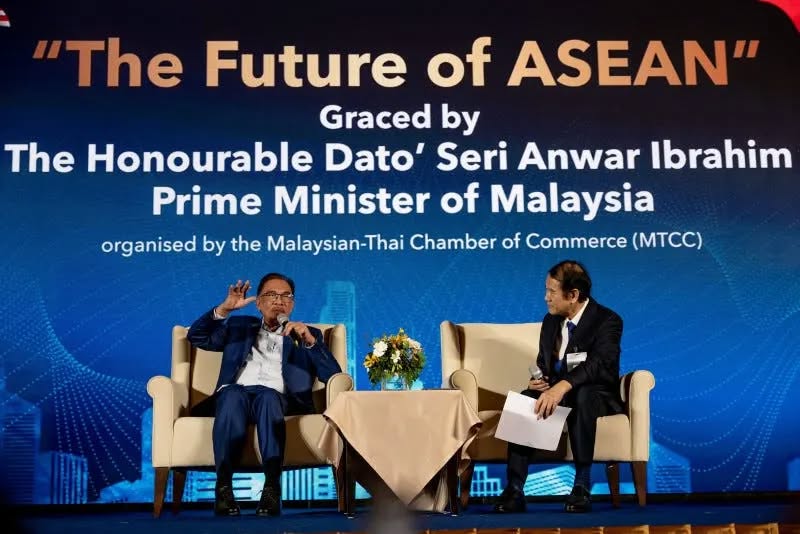 “The Future of ASEAN”
Graced by
The Honourable Dato’ Seri Anwar Ibrahim
Prime Minister of Malaysia
organised by the Malaysian-Thai Chamber of Commerce (MTCC)